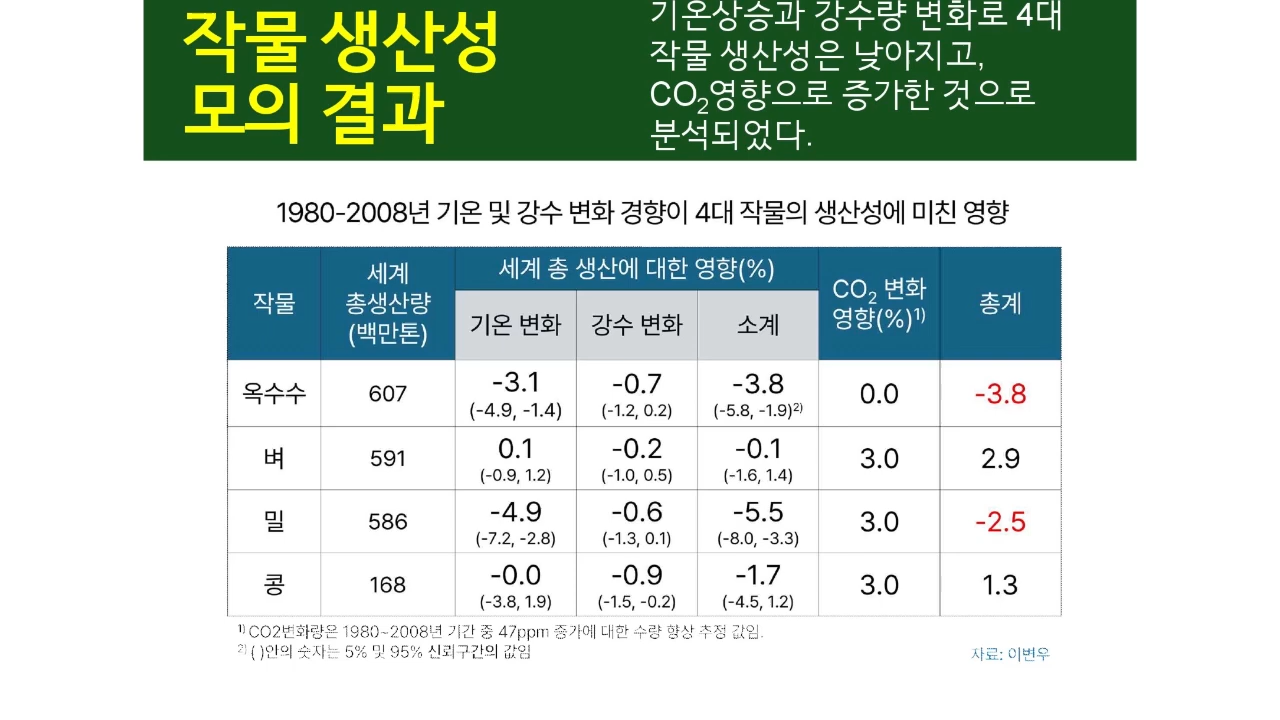 작물 생산성
모의 결과
기온상승과 강수량 변화로 4대
작물 생산성은 낮아지고,
CO₂영향으로 증가한 것으로
분석되었다.
1980-2008년 기온 및 강수 변화 경향이 4대 작물의 생산성에 미친 영향
작물 세계 총생산량 (백만톤) 세계 총 생산에 대한 영향(%) CO₂ 변화 영향(%)¹⁾ 총계
기온 변화 강수 변화 소계
옥수수 607 -3.1 (-4.9, -1.4) -0.7 (-1.2, 0.2) -3.8 (-5.8, -1.9)²⁾ 0.0 -3.8
벼 591 0.1 (-0.9, 1.2) -0.2 (-1.0, 0.5) -0.1 (-1.6, 1.4) 3.0 2.9
밀 586 -4.9 (-7.2, -2.8) -0.6 (-1.3, 0.1) -5.5 (-8.0, -3.3) 3.0 -2.5
콩 168 -0.0 (-3.8, 1.9) -0.9 (-1.5, -0.2) -1.7 (-4.5, 1.2) 3.0 1.3
¹⁾ CO2변화량은 1980~2008년 기간 중 47ppm 증가에 대한 수량 향상 추정 값임.
²⁾ ( )안의 숫자는 5% 및 95% 신뢰구간의 값임
자료: 이변우